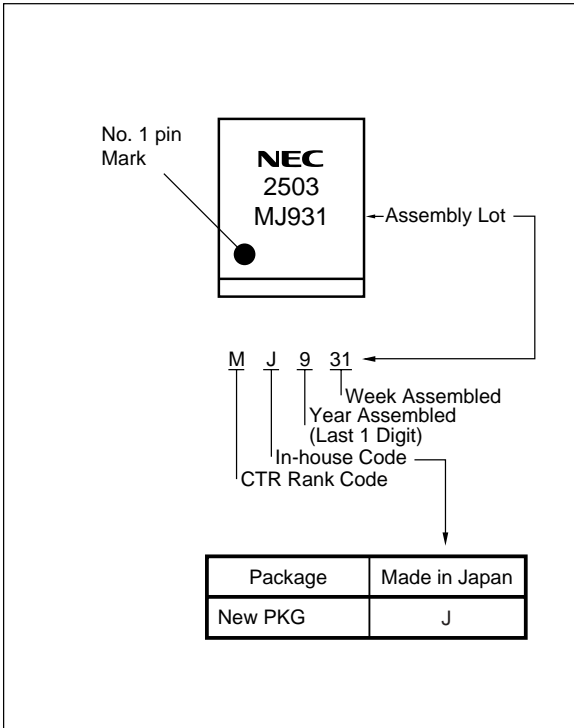 No. 1 pin
Mark
NEC
2503
MJ931
Assembly Lot
M J 9 31
Week Assembled
Year Assembled
(Last 1 Digit)
In-house Code
CTR Rank Code
Package Made in Japan
New PKG J